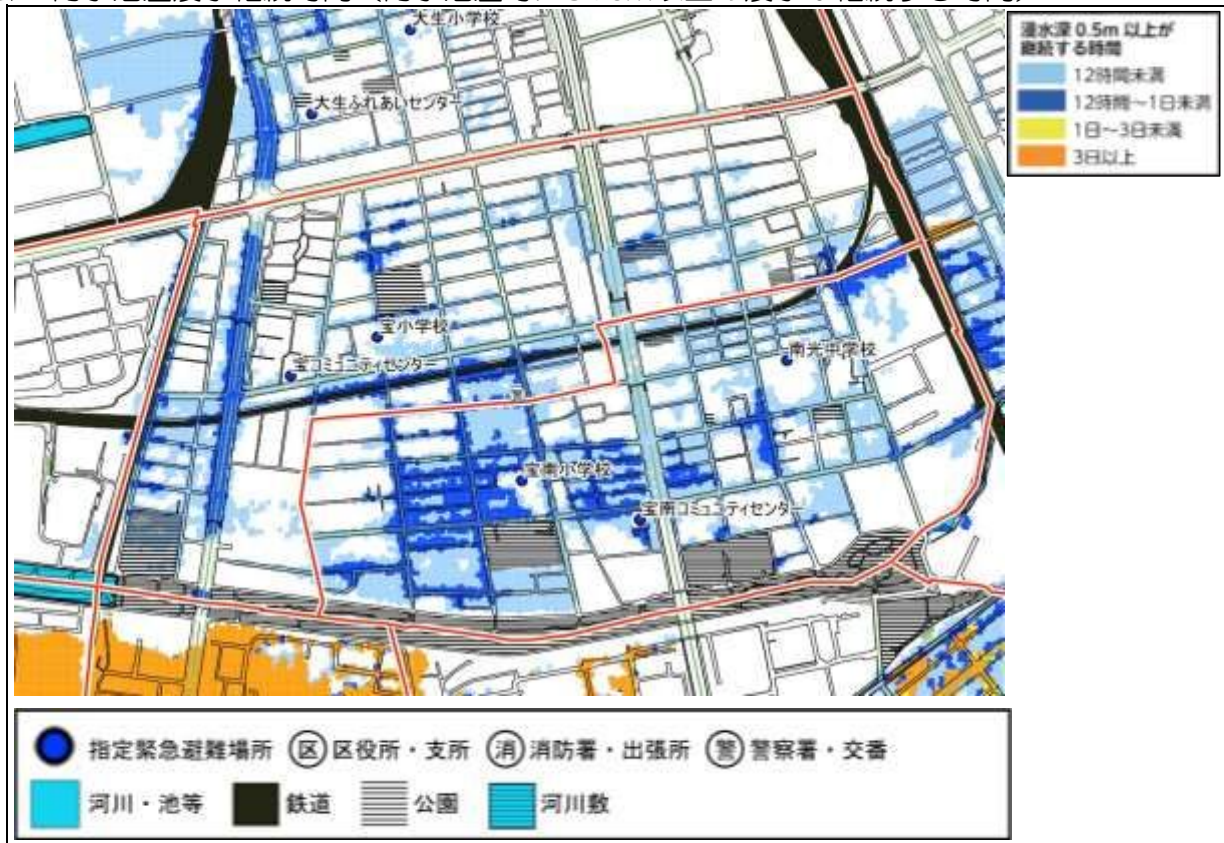 大生小学校
大生ふれあいセンター
宝小学校
宝コミュニティセンター
南光中学校
宝南小学校
宝南コミュニティセンター
浸水深 0.5m 以上が
継続する時間
12時間未満
12時間～1日未満
1日～3日未満
3日以上
指定緊急避難場所 区 区役所・支所 消 消防署・出張所 警 警察署・交番
河川・池等 鉄道 公園 河川敷